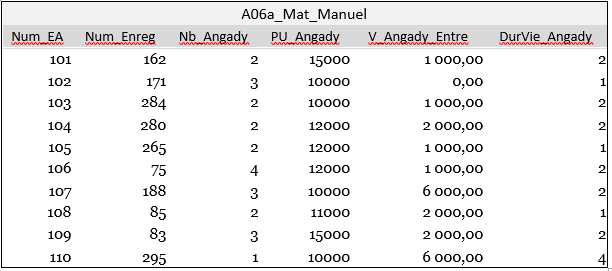 A06a_Mat_Manuel
Num_EA Num_Enreg Nb_Angady PU_Angady V_Angady_Entre DurVie_Angady
101 162 2 15000 1 000,00 2
102 171 3 10000 0,00 1
103 284 2 10000 1 000,00 2
104 280 2 12000 2 000,00 2
105 265 2 12000 1 000,00 1
106 75 4 12000 1 000,00 2
107 188 3 10000 6 000,00 2
108 85 2 11000 2 000,00 1
109 83 3 15000 2 000,00 2
110 295 1 10000 6 000,00 4